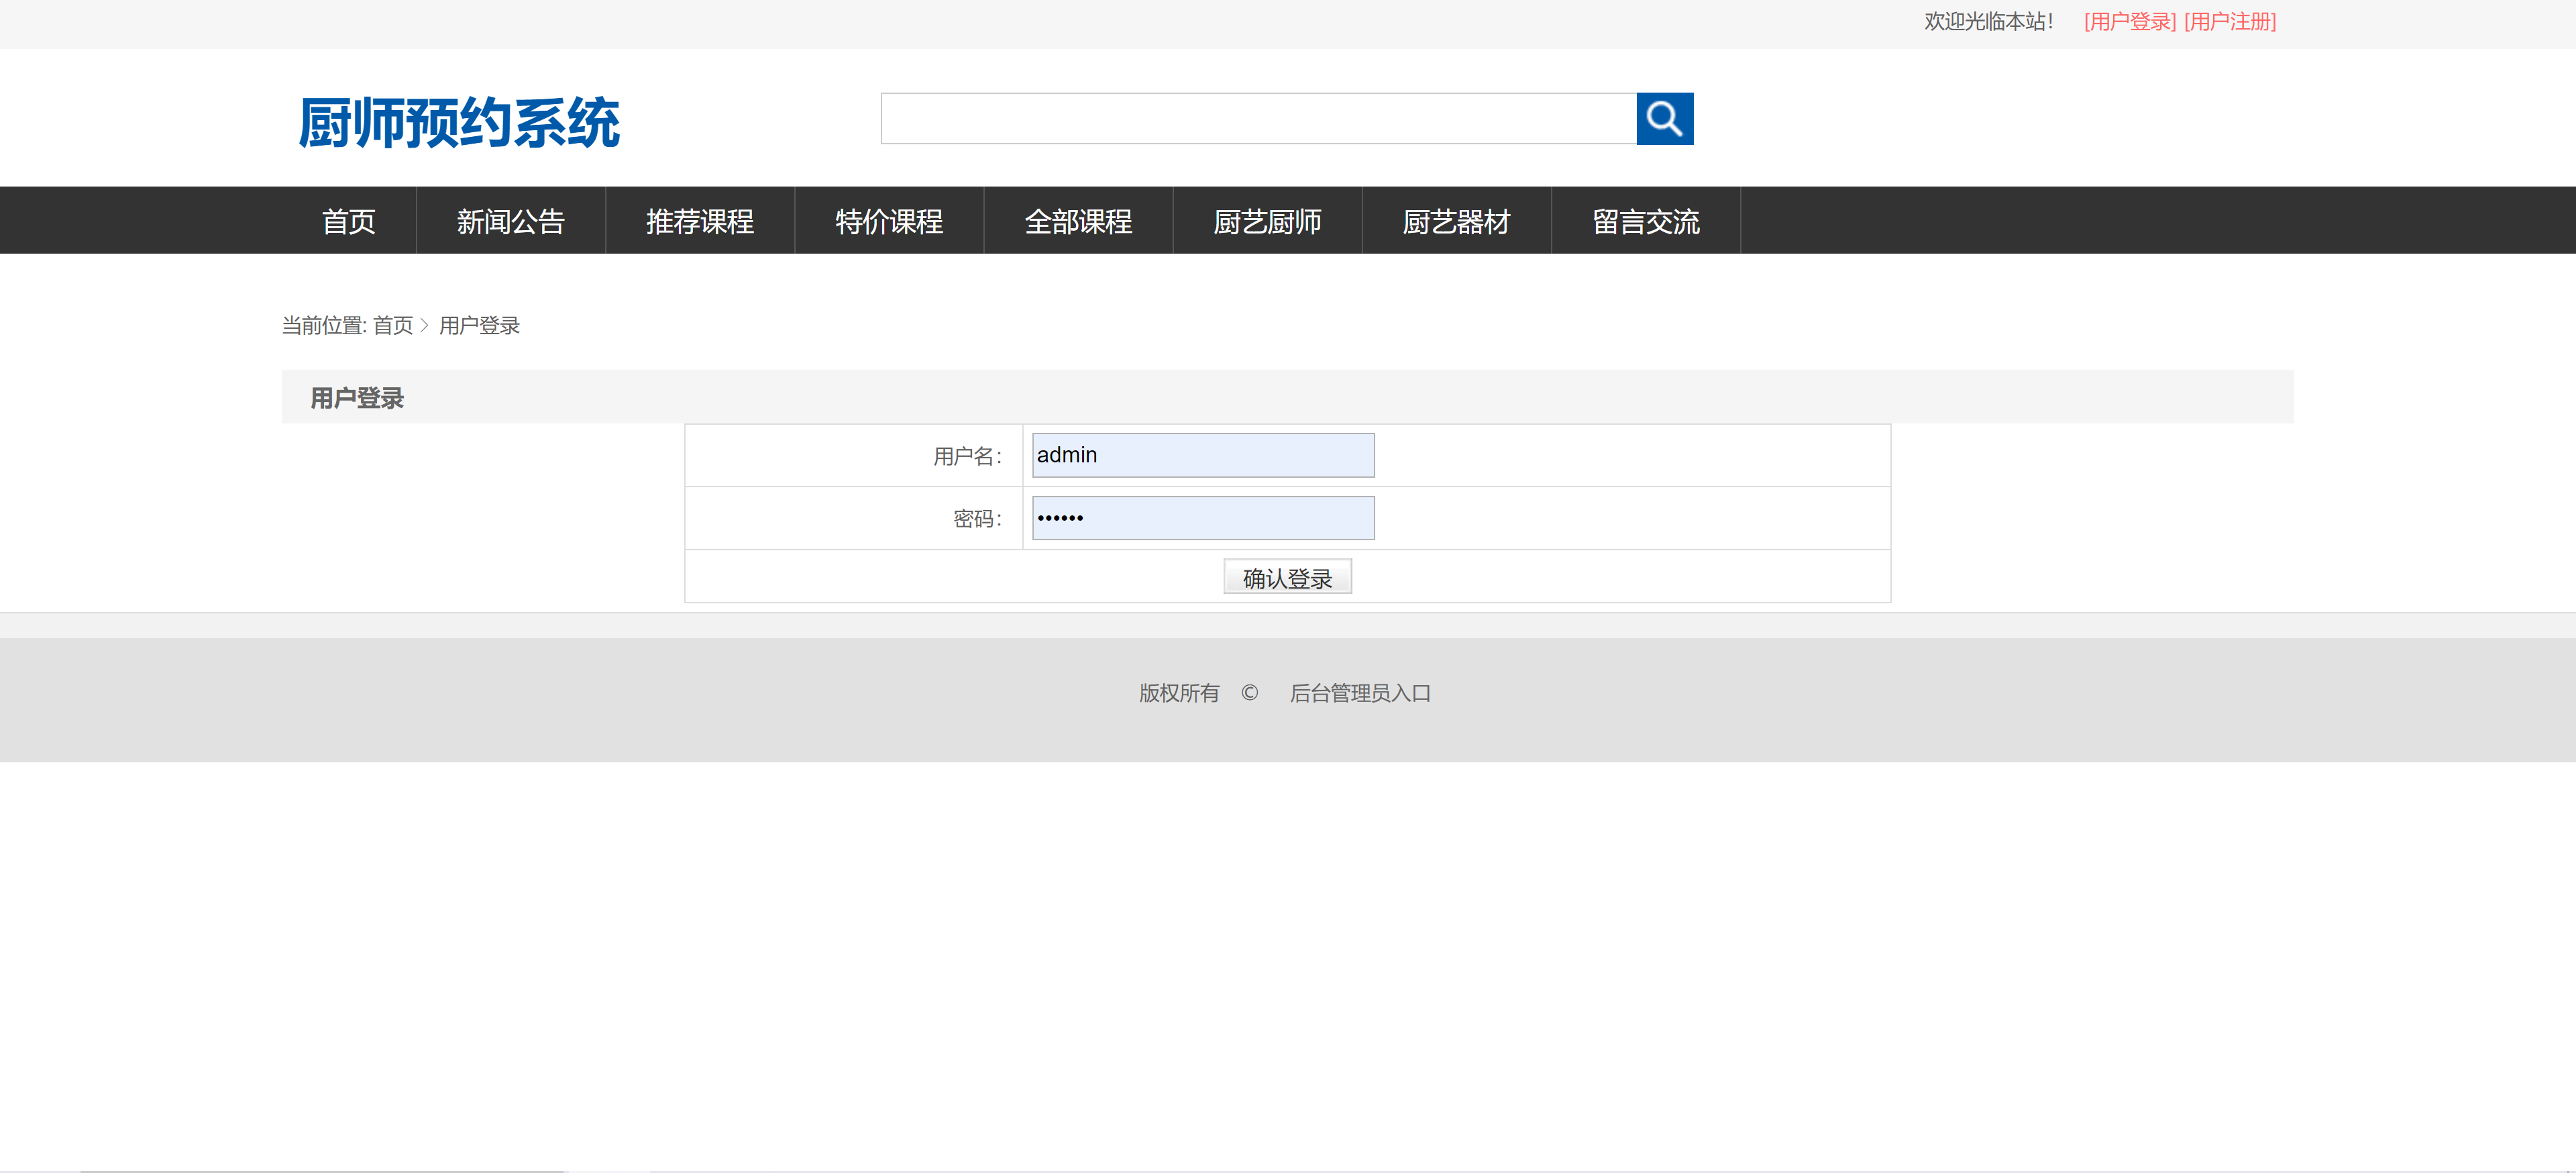 欢迎光临本站! [用户登录] [用户注册]
厨师预约系统
首页 新闻公告 推荐课程 特价课程 全部课程 厨艺厨师 厨艺器材 留言交流
当前位置: 首页 > 用户登录
用户登录
用户名: admin
密码: ••••••
确认登录
版权所有 © 后台管理员入口